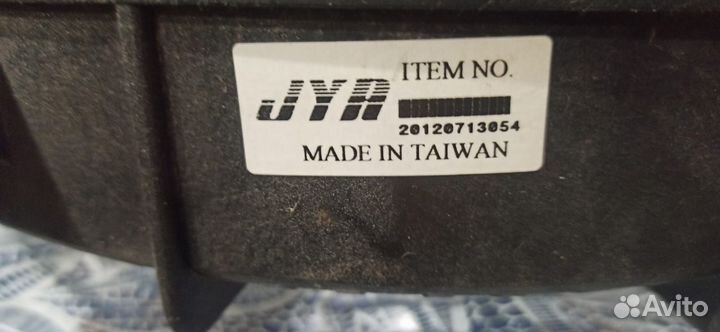 JYR
ITEM NO.
20120713054
MADE IN TAIWAN
Avito